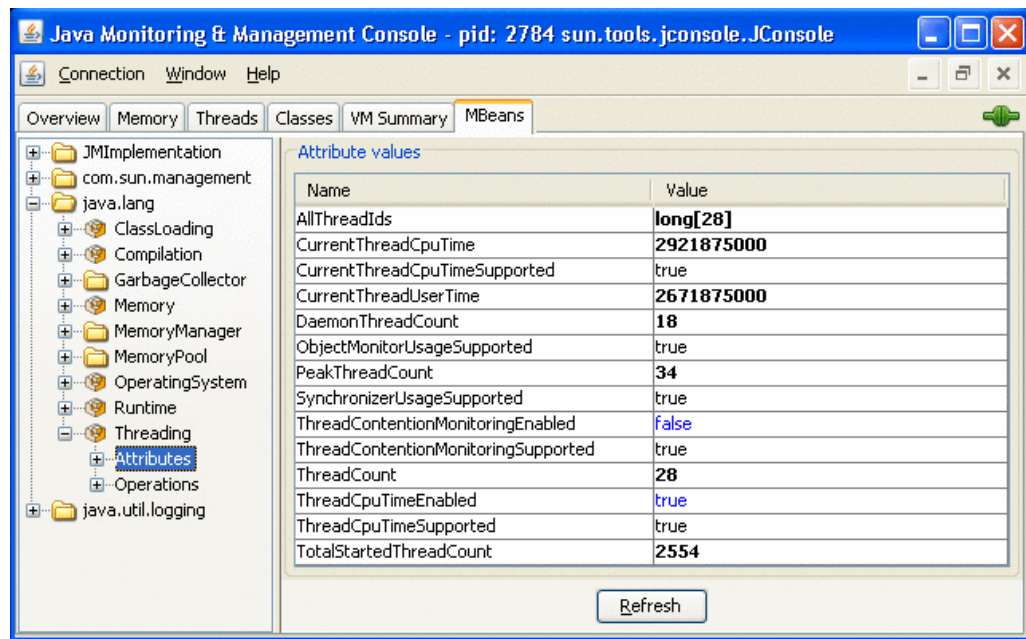 Java Monitoring & Management Console - pid: 2784 sun.tools.jconsole.JConsole
Connection Window Help
Overview Memory Threads Classes VM Summary MBeans
JMImplementation
com.sun.management
java.lang
ClassLoading
Compilation
GarbageCollector
Memory
MemoryManager
MemoryPool
OperatingSystem
Runtime
Threading
Attributes
Operations
java.util.logging
Attribute values
Name Value
AllThreadIds long[28]
CurrentThreadCpuTime 2921875000
CurrentThreadCpuTimeSupported true
CurrentThreadUserTime 2671875000
DaemonThreadCount 18
ObjectMonitorUsageSupported true
PeakThreadCount 34
SynchronizerUsageSupported true
ThreadContentionMonitoringEnabled false
ThreadContentionMonitoringSupported true
ThreadCount 28
ThreadCpuTimeEnabled true
ThreadCpuTimeSupported true
TotalStartedThreadCount 2554
Refresh